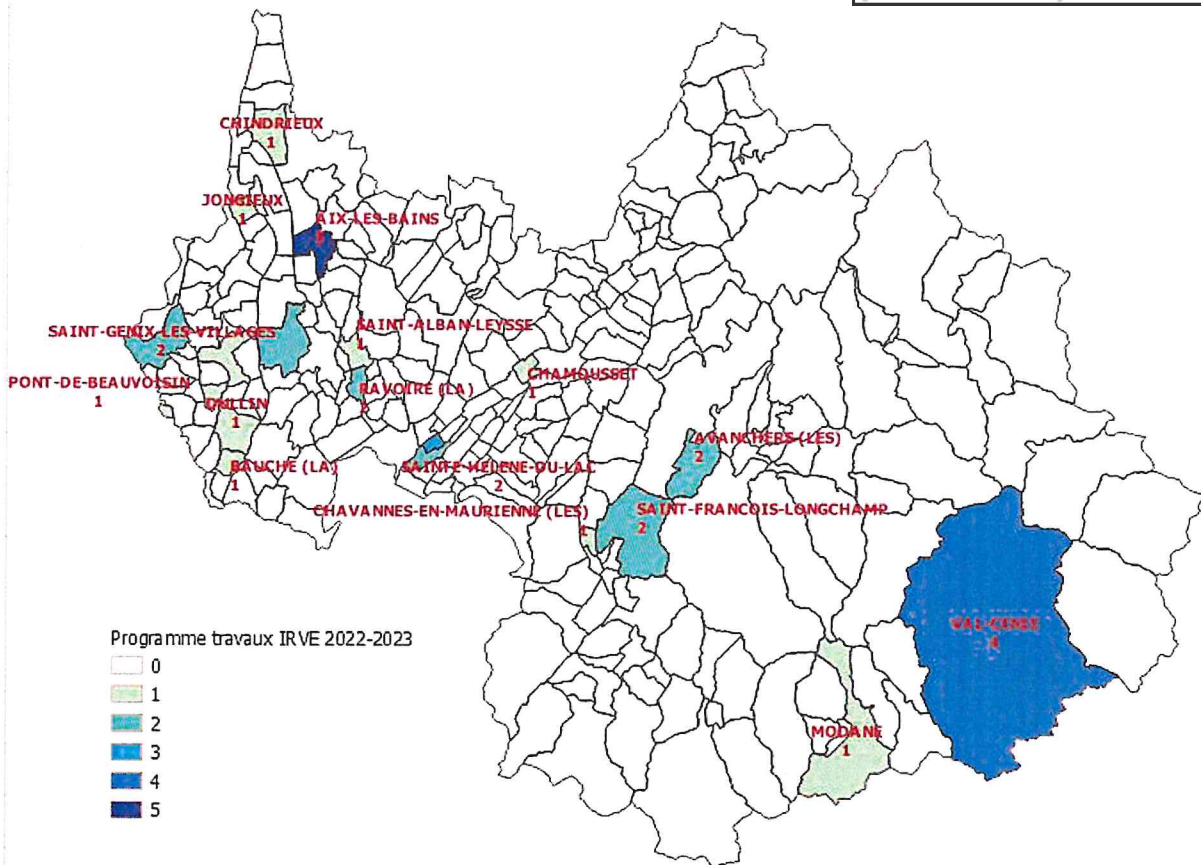 CHINDRIEUX
1
JONGIEUX
1
AIX-LES-BAINS
5
SAINT-GENIX-LES-VILLAGES
2
SAINT-ALBAN-LEYSSE
1
PONT-DE-BEAUVOISIN
1
RAVOIRE (LA)
CHAMOUSSET
1
DULLIN
1
BAUCHE (LA)
1
SAINTE-HELENE-DU-LAC
2
AVANCHERS (LES)
2
CHAVANNES-EN-MAURIENNE (LES)
1
SAINT-FRANCOIS-LONGCHAMP
2
VAL-CENIS
4
MODANE
1
Programme travaux IRVE 2022-2023
0
1
2
3
4
5